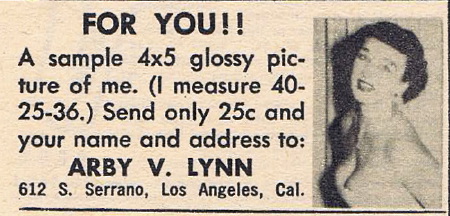 FOR YOU!!
A sample 4x5 glossy pic-
ture of me. (I measure 40-
25-36.) Send only 25c and
your name and address to:
ARBY V. LYNN
612 S. Serrano, Los Angeles, Cal.